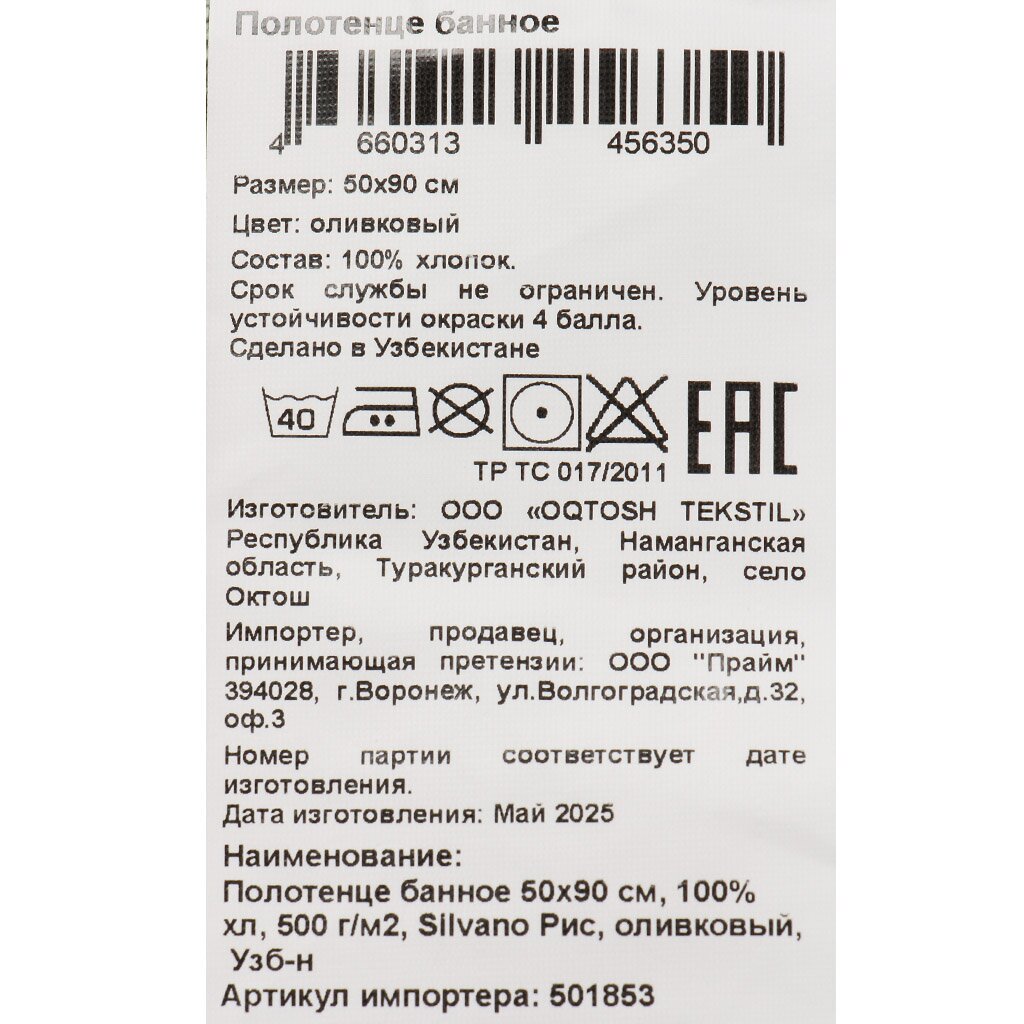 Полотенце банное
4 660313 456350
Размер: 50х90 см
Цвет: оливковый
Состав: 100% хлопок.
Срок службы не ограничен. Уровень
устойчивости окраски 4 балла.
Сделано в Узбекистане
40
EAC
ТР ТС 017/2011
Изготовитель: ООО «OQTOSH TEKSTIL»
Республика Узбекистан, Наманганская
область, Туракурганский район, село
Октош
Импортер, продавец, организация,
принимающая претензии: ООО "Прайм"
394028, г.Воронеж, ул.Волгоградская,д.32,
оф.3
Номер партии соответствует дате
изготовления.
Дата изготовления: Май 2025
Наименование:
Полотенце банное 50х90 см, 100%
хл, 500 г/м2, Silvano Рис, оливковый,
Узб-н
Артикул импортера: 501853